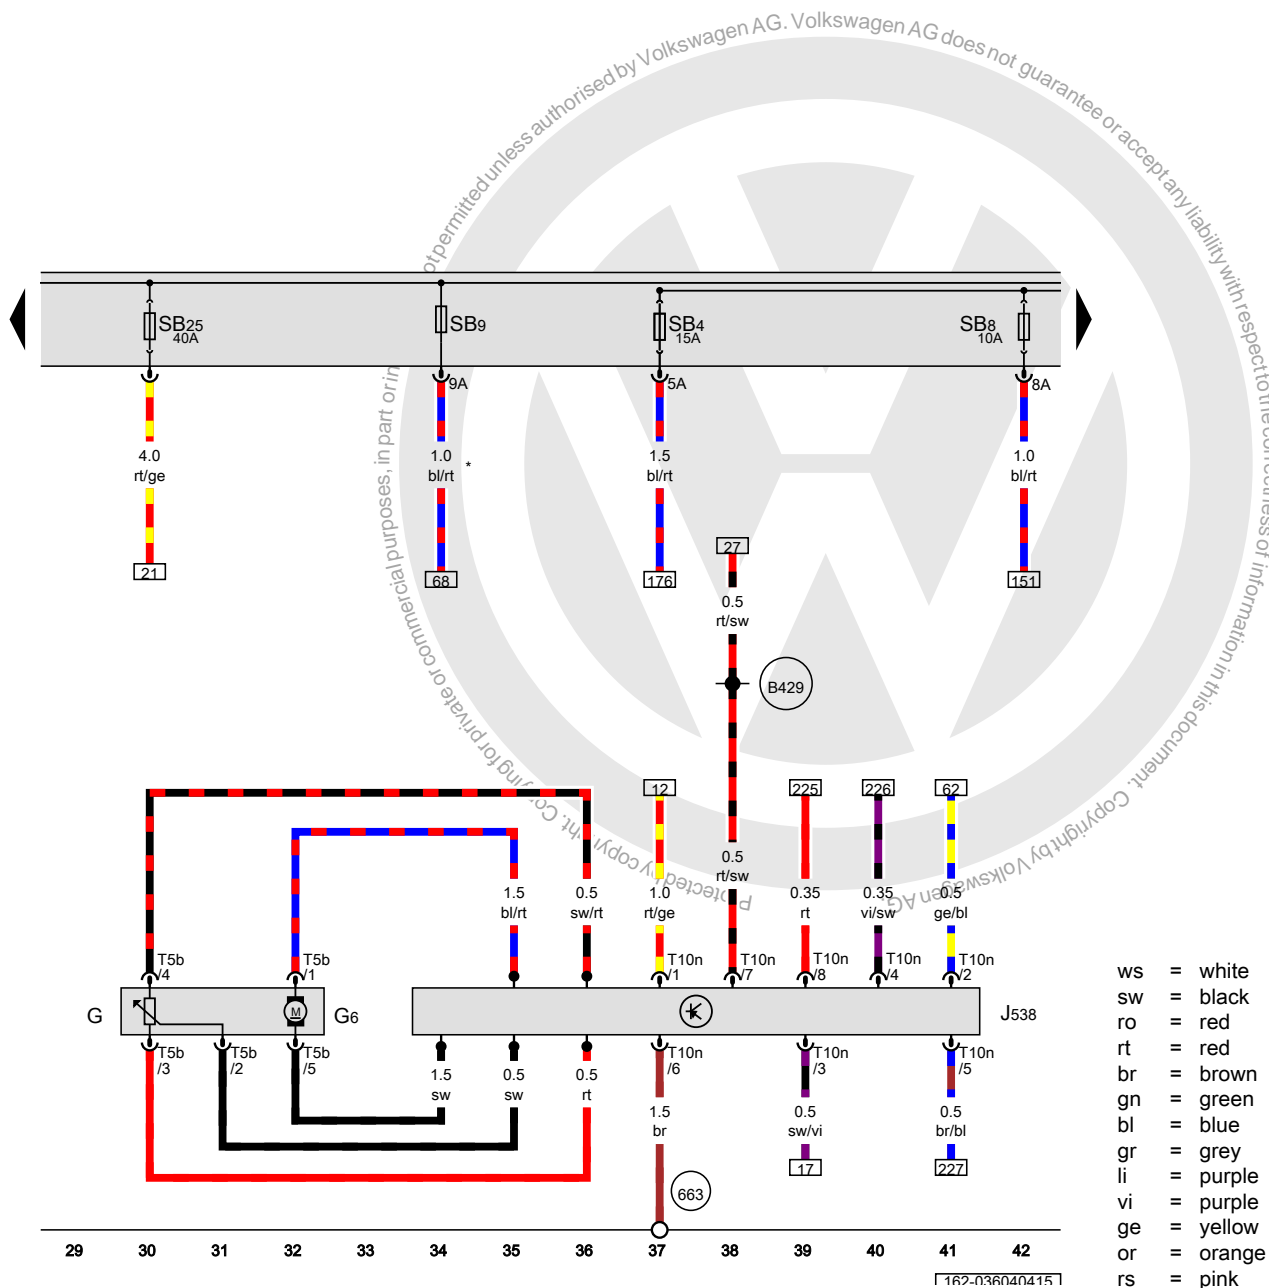 otpermitted unless authorised by Volkswagen AG. Volkswagen AG does not guarantee or accept any liability with respect to the correctness of information in this document. Copyright by Volkswagen AG.
Protected by copyright. Copying for private or commercial purposes, in part or in
SB25
40A
SB9
SB4
15A
SB8
10A
9A
5A
8A
4.0
rt/ge
1.0
bl/rt
*
1.5
bl/rt
1.0
bl/rt
21
68
176
27
151
0.5
rt/sw
B429
12
225
226
62
0.5
rt/sw
1.5
bl/rt
0.5
sw/rt
1.0
rt/ge
0.35
rt
0.35
vi/sw
0.5
ge/bl
T5b
/4
T5b
/1
T10n
/1
T10n
/7
T10n
/8
T10n
/4
T10n
/2
G
G6
J538
T5b
/3
T5b
/2
M
T5b
/5
T10n
/6
T10n
/3
T10n
/5
1.5
sw
0.5
sw
0.5
rt
1.5
br
0.5
sw/vi
0.5
br/bl
17
227
663
29 30 31 32 33 34 35 36 37 38 39 40 41 42
162-036040415
ws = white
sw = black
ro = red
rt = red
br = brown
gn = green
bl = blue
gr = grey
li = purple
vi = purple
ge = yellow
or = orange
rs = pink